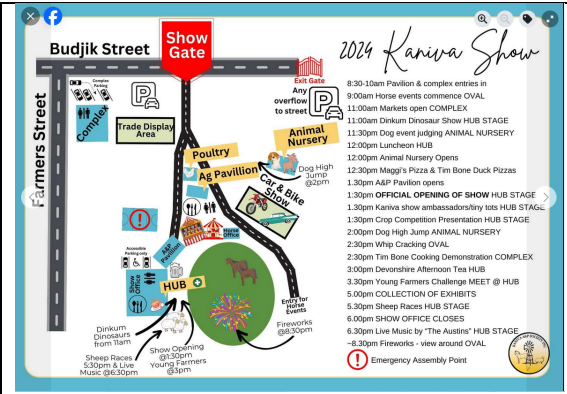 Show
Gate
Budjik Street
Farmers Street
Complex
Parking
Complex
Trade Display
Area
Exit Gate
Any
overflow
to street
Animal
Nursery
Poultry
Ag Pavillion
Dog High
Jump
@2pm
Car & Bike
Show
Horse
Office
A&P
Pavilion
Accessible
Parking only
Show
Office
HUB
Entry for
Horse
Events
Dinkum
Dinosaurs
from 11am
Sheep Races
5:30pm & Live
Music @6:30pm
Show Opening
@1:30pm
Young Farmers
@3pm
Fireworks
@8:30pm
2024 Kaniva Show
8:30-10am Pavilion & complex entries in
9:00am Horse events commence OVAL
11:00am Markets open COMPLEX
11:00am Dinkum Dinosaur Show HUB STAGE
11:30pm Dog event judging ANIMAL NURSERY
12:00pm Luncheon HUB
12:00pm Animal Nursery Opens
12:30pm Maggi's Pizza & Tim Bone Duck Pizzas
1.30pm A&P Pavilion opens
1:30pm OFFICIAL OPENING OF SHOW HUB STAGE
1.30pm Kaniva show ambassadors/tiny tots HUB STAGE
1:30pm Crop Competition Presentation HUB STAGE
2:00pm Dog High Jump ANIMAL NURSERY
2:30pm Whip Cracking OVAL
2:30pm Tim Bone Cooking Demonstration COMPLEX
3:00pm Devonshire Afternoon Tea HUB
3.30pm Young Farmers Challenge MEET @ HUB
5.00pm COLLECTION OF EXHIBITS
5.30pm Sheep Races HUB STAGE
6.00pm SHOW OFFICE CLOSES
6.30pm Live Music by "The Austins" HUB STAGE
~8.30pm Fireworks - view around OVAL
Emergency Assembly Point